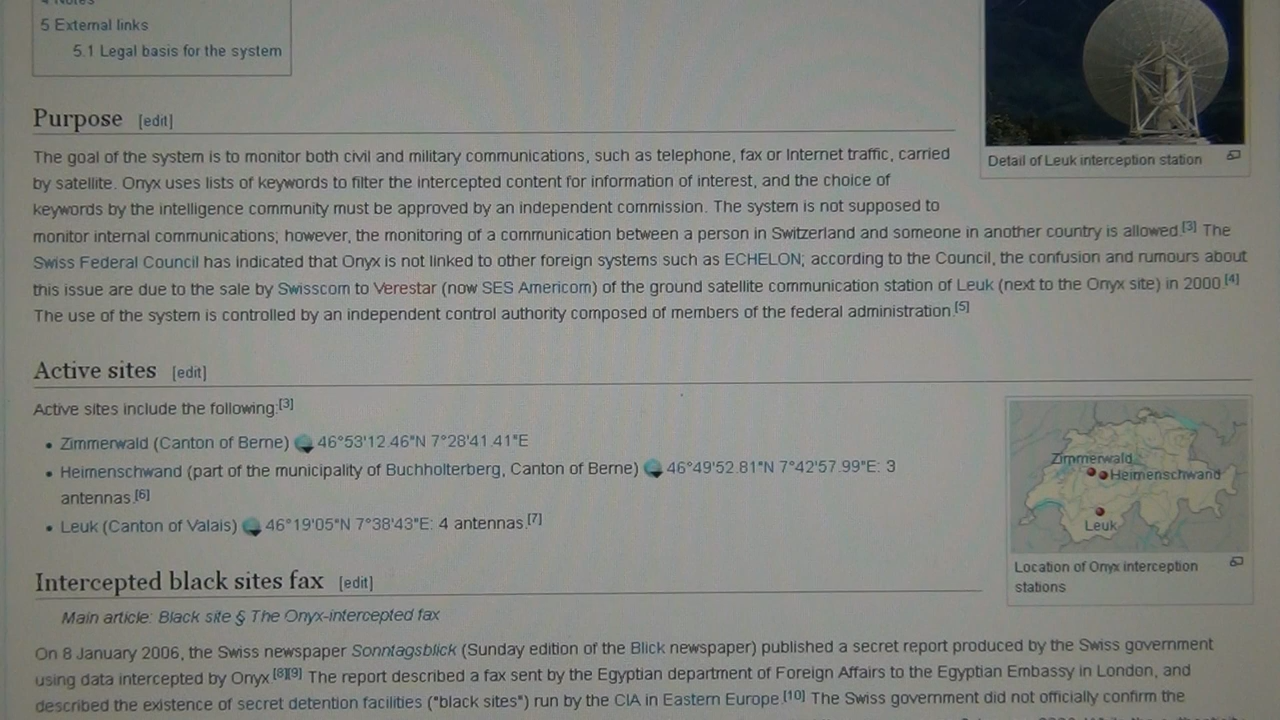 5 External links
5.1 Legal basis for the system
Detail of Leuk interception station
Purpose [edit]
The goal of the system is to monitor both civil and military communications, such as telephone, fax or Internet traffic, carried
by satellite. Onyx uses lists of keywords to filter the intercepted content for information of interest, and the choice of
keywords by the intelligence community must be approved by an independent commission. The system is not supposed to
monitor internal communications; however, the monitoring of a communication between a person in Switzerland and someone in another country is allowed.[3] The
Swiss Federal Council has indicated that Onyx is not linked to other foreign systems such as ECHELON; according to the Council, the confusion and rumours about
this issue are due to the sale by Swisscom to Verestar (now SES Americom) of the ground satellite communication station of Leuk (next to the Onyx site) in 2000.[4]
The use of the system is controlled by an independent control authority composed of members of the federal administration.[5]
Active sites [edit]
Active sites include the following:[3]
• Zimmerwald (Canton of Berne) 46°53'12.46"N 7°28'41.41"E
• Heimenschwand (part of the municipality of Buchholterberg, Canton of Berne) 46°49'52.81"N 7°42'57.99"E: 3
antennas.[6]
• Leuk (Canton of Valais) 46°19'05"N 7°38'43"E: 4 antennas.[7]
Zimmerwald
Heimenschwand
Leuk
Location of Onyx interception
stations
Intercepted black sites fax [edit]
Main article: Black site § The Onyx-intercepted fax
On 8 January 2006, the Swiss newspaper Sonntagsblick (Sunday edition of the Blick newspaper) published a secret report produced by the Swiss government
using data intercepted by Onyx.[8][9] The report described a fax sent by the Egyptian department of Foreign Affairs to the Egyptian Embassy in London, and
described the existence of secret detention facilities ("black sites") run by the CIA in Eastern Europe.[10] The Swiss government did not officially confirm the